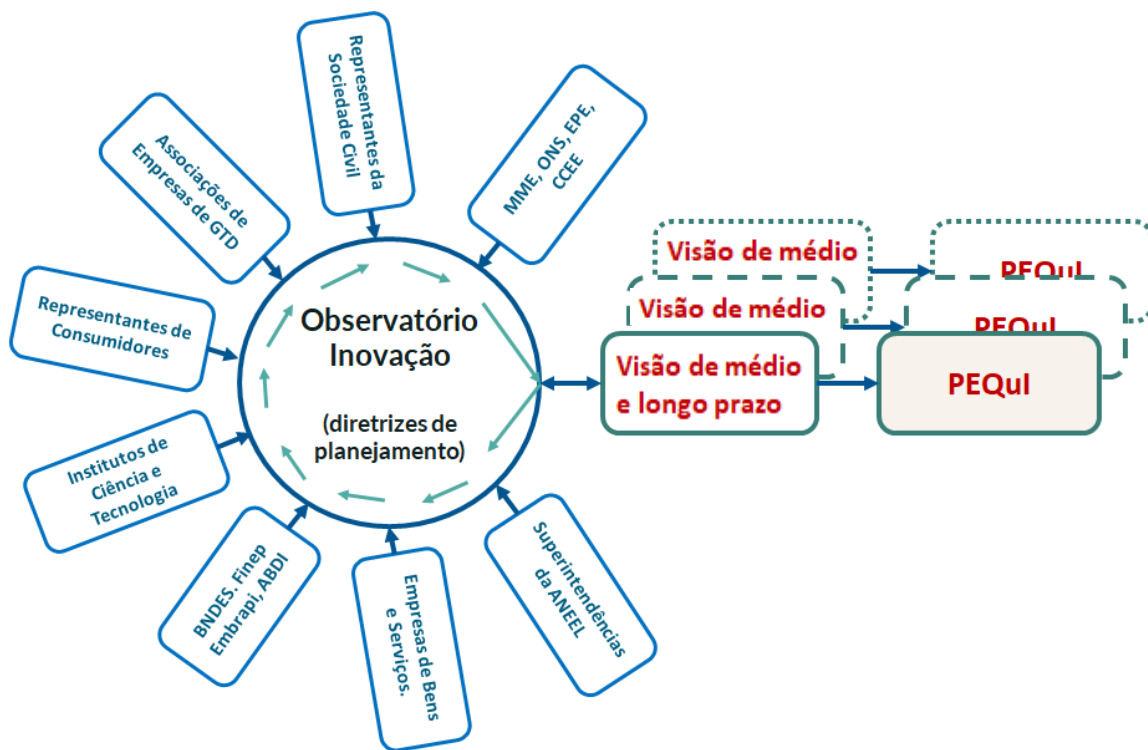 Representantes da
Sociedade Civil
MME, ONS, EPE,
CCEE
Associações de
Empresas de GTD
Representantes de
Consumidores
Institutos de
Ciência e
Tecnologia
BNDES. Finep
Embrapi, ABDI
Empresas de Bens
e Serviços.
Superintendências
da ANEEL
Observatório
Inovação
(diretrizes de
planejamento)
Visão de médio
PEQuI
Visão de médio
PEQuI
Visão de médio
e longo prazo
PEQuI